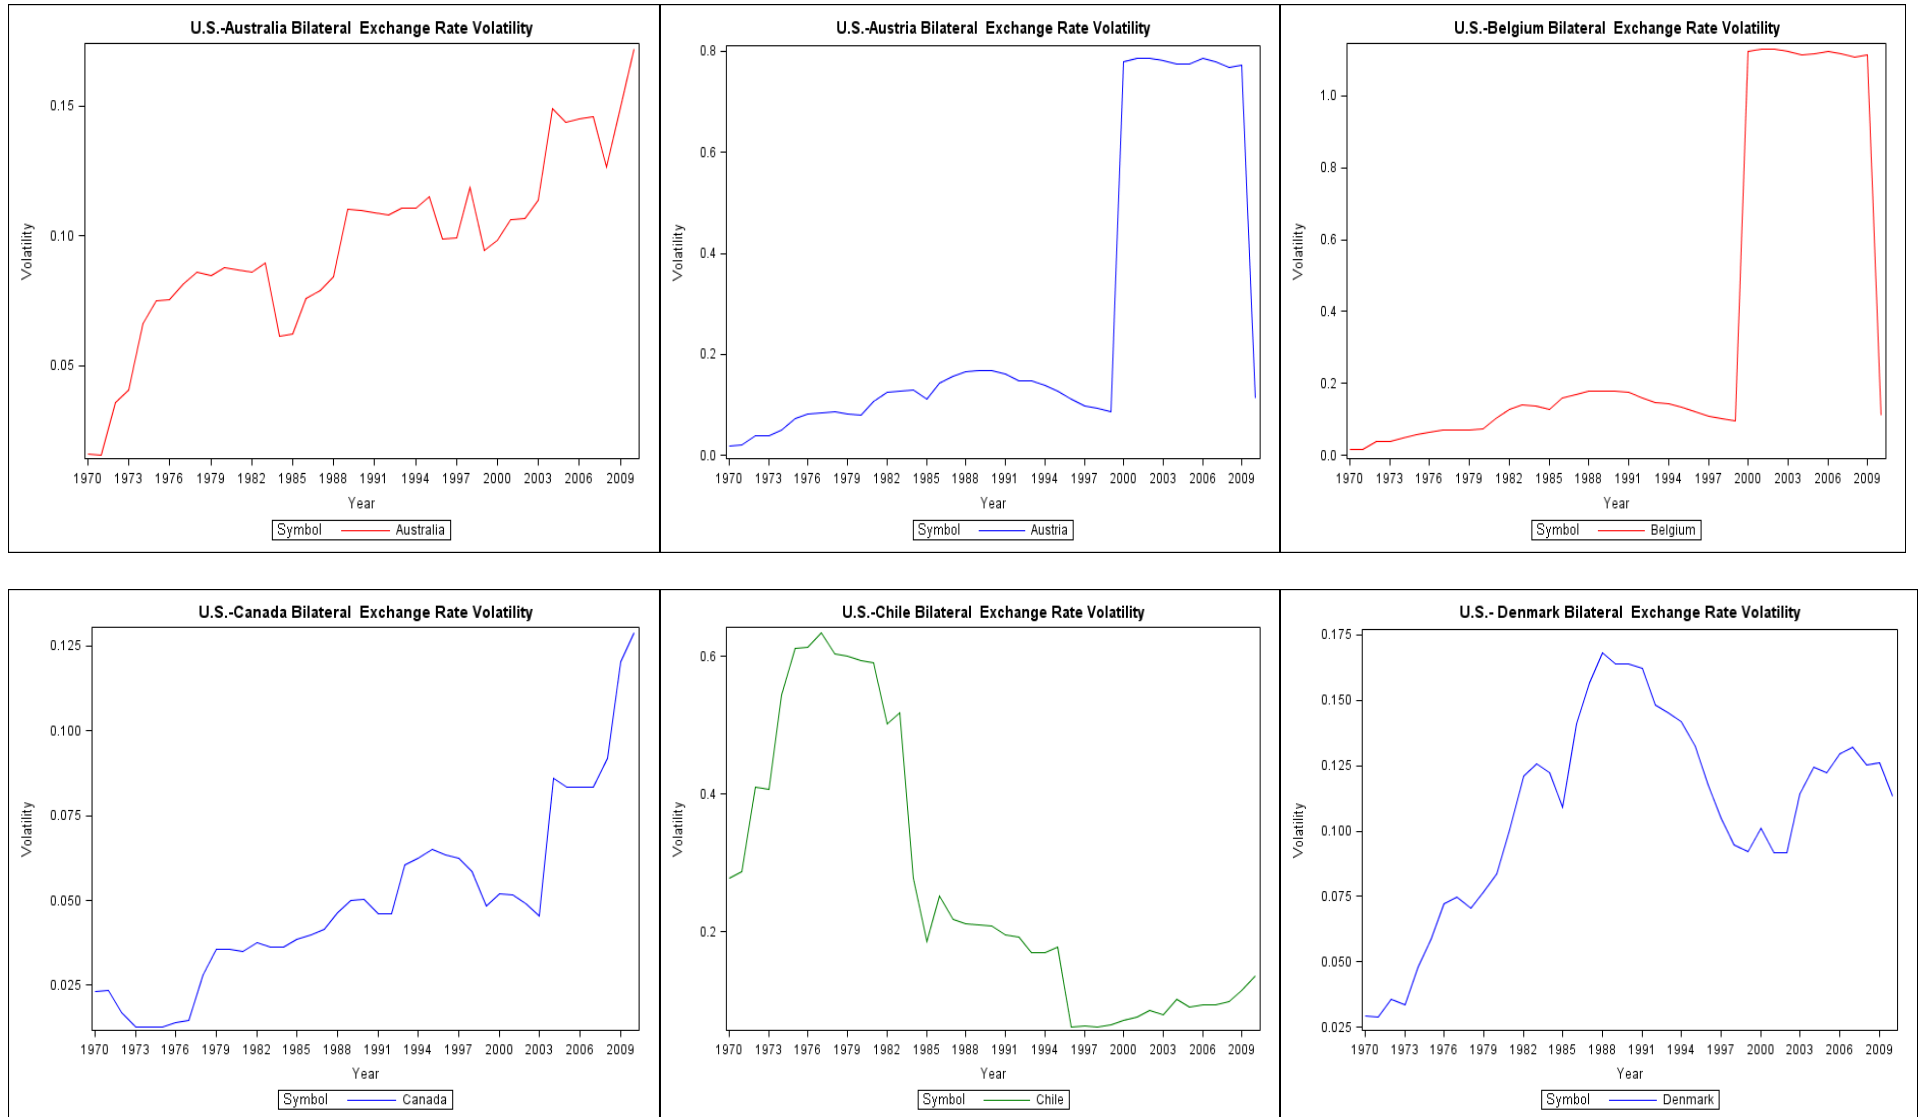 U.S.-Australia Bilateral  Exchange Rate Volatility
Volatility
0.15
0.10
0.05
1970 1973 1976 1979 1982 1985 1988 1991 1994 1997 2000 2003 2006 2009
Year
Symbol Australia
U.S.-Austria Bilateral  Exchange Rate Volatility
Volatility
0.8
0.6
0.4
0.2
0.0
1970 1973 1976 1979 1982 1985 1988 1991 1994 1997 2000 2003 2006 2009
Year
Symbol Austria
U.S.-Belgium Bilateral  Exchange Rate Volatility
Volatility
1.0
0.8
0.6
0.4
0.2
0.0
1970 1973 1976 1979 1982 1985 1988 1991 1994 1997 2000 2003 2006 2009
Year
Symbol Belgium
U.S.-Canada Bilateral  Exchange Rate Volatility
Volatility
0.125
0.100
0.075
0.050
0.025
1970 1973 1976 1979 1982 1985 1988 1991 1994 1997 2000 2003 2006 2009
Year
Symbol Canada
U.S.-Chile Bilateral  Exchange Rate Volatility
Volatility
0.6
0.4
0.2
1970 1973 1976 1979 1982 1985 1988 1991 1994 1997 2000 2003 2006 2009
Year
Symbol Chile
U.S.- Denmark Bilateral  Exchange Rate Volatility
Volatility
0.175
0.150
0.125
0.100
0.075
0.050
0.025
1970 1973 1976 1979 1982 1985 1988 1991 1994 1997 2000 2003 2006 2009
Year
Symbol Denmark